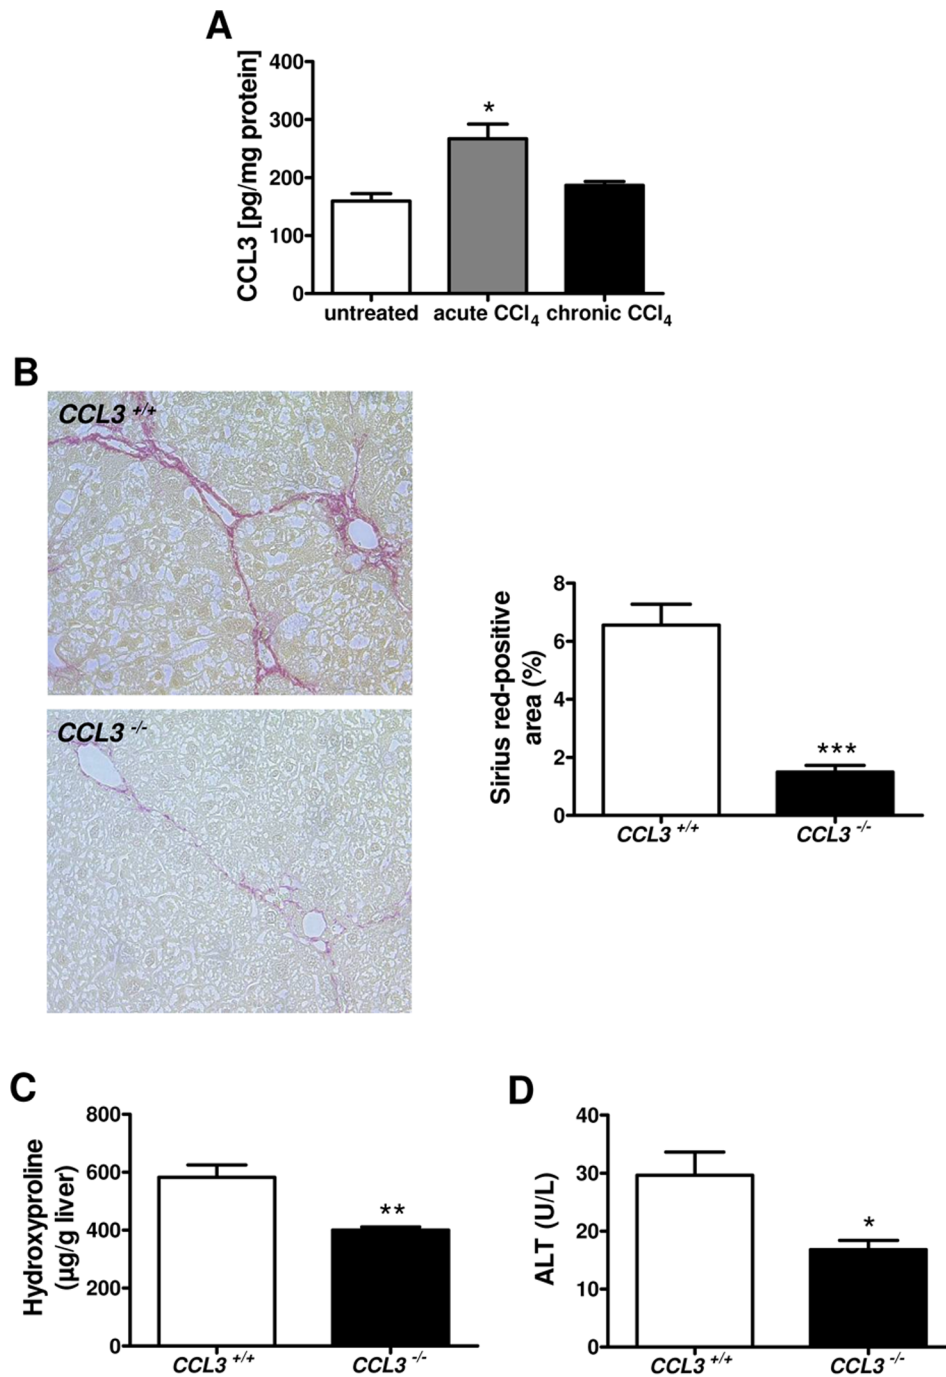 A
CCL3 [pg/mg protein]
400
300
200
100
0
*
untreated acute CCl4 chronic CCl4
B
CCL3 +/+
CCL3 -/-
Sirius red-positive
area (%)
8
6
4
2
0
***
CCL3 +/+ CCL3 -/-
C
Hydroxyproline
(µg/g liver)
800
600
400
200
0
**
CCL3 +/+ CCL3 -/-
D
ALT (U/L)
40
30
20
10
0
*
CCL3 +/+ CCL3 -/-